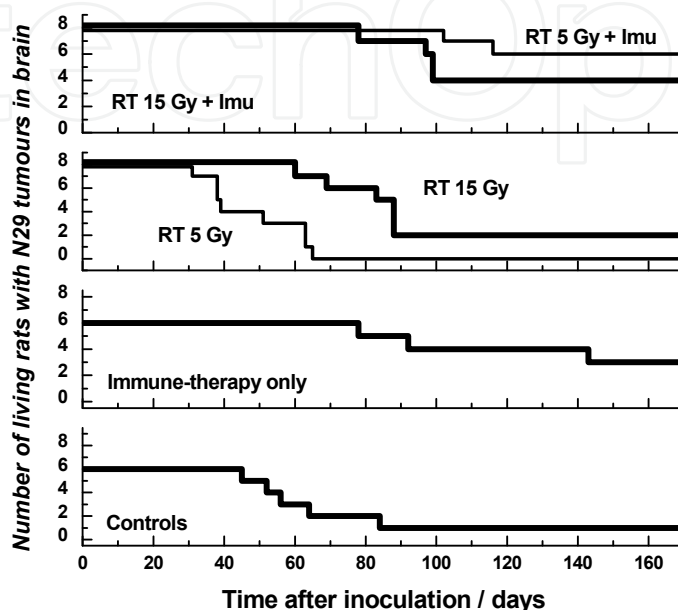 techOp
Number of living rats with N29 tumours in brain
8
6
4
2
0
RT 5 Gy + Imu
RT 15 Gy + Imu
8
6
4
2
0
RT 15 Gy
RT 5 Gy
8
6
4
2
0
Immune-therapy only
8
6
4
2
0
Controls
0 20 40 60 80 100 120 140 160
Time after inoculation / days